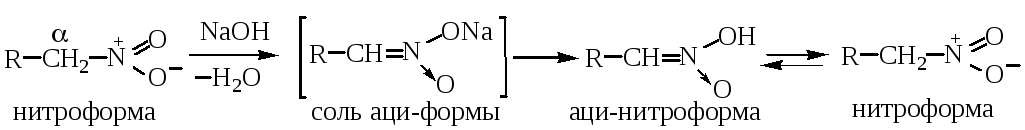 α
R—CH₂—N⁺(=O)—O⁻ NaOH —H₂O [R—CH=N(→O)—ONa] R—CH=N(→O)—OH R—CH₂—N⁺(=O)—O⁻
нитроформа соль аци-формы аци-нитроформа нитроформа